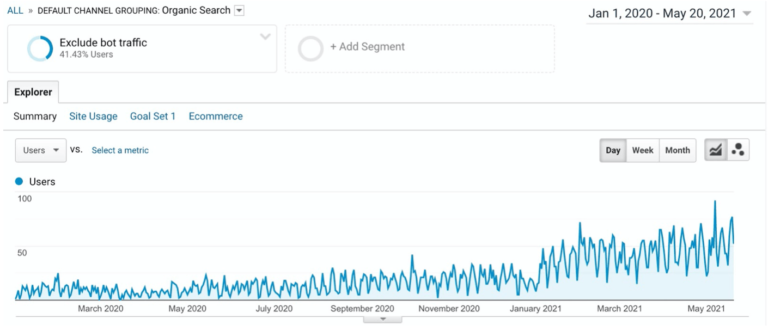 ALL » DEFAULT CHANNEL GROUPING: Organic Search
Jan 1, 2020 - May 20, 2021
Exclude bot traffic
41.43% Users
+ Add Segment
Explorer
Summary Site Usage Goal Set 1 Ecommerce
Users VS. Select a metric
Day Week Month
Users
100
50
March 2020 May 2020 July 2020 September 2020 November 2020 January 2021 March 2021 May 2021